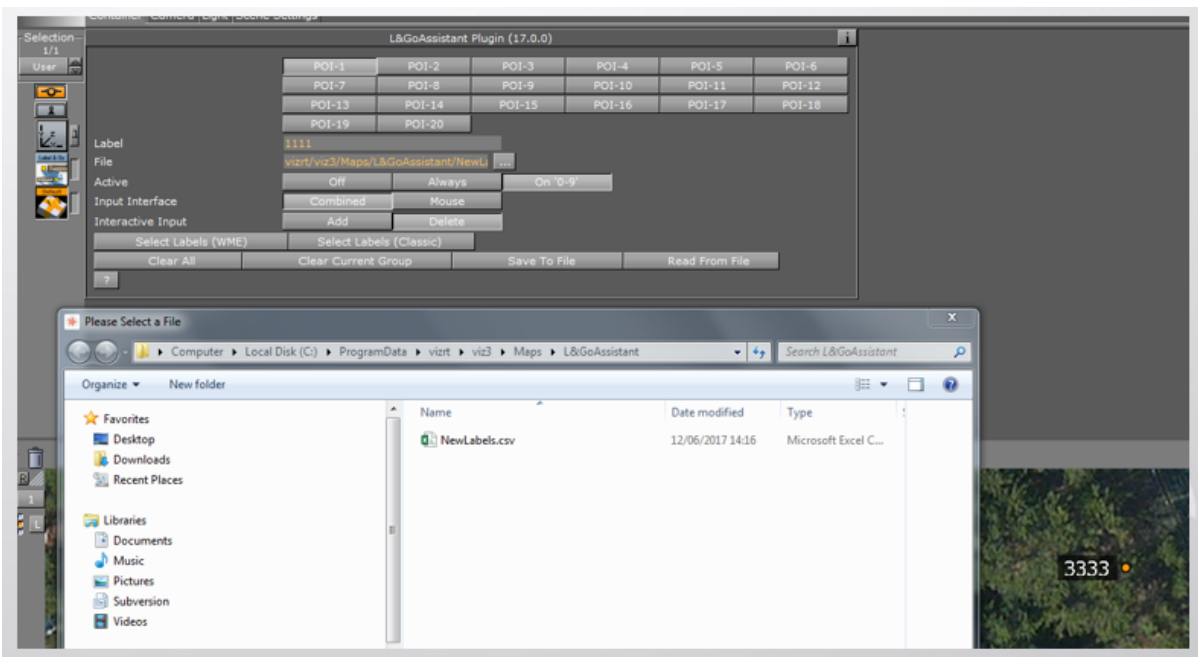 Container Camera Light Scene Settings
Selection
1/1
User
L&GoAssistant Plugin (17.0.0)
i
POI-1 POI-2 POI-3 POI-4 POI-5 POI-6
POI-7 POI-8 POI-9 POI-10 POI-11 POI-12
POI-13 POI-14 POI-15 POI-16 POI-17 POI-18
POI-19 POI-20
Label 1111
File vizrt/viz3/Maps/L&GoAssistant/NewL ...
Active Off Always On '0-9'
Input Interface Combined Mouse
Interactive Input Add Delete
Select Labels (WME) Select Labels (Classic)
Clear All Clear Current Group Save To File Read From File
?
Default
Please Select a File
x
Computer Local Disk (C:) ProgramData vizrt viz3 Maps L&GoAssistant
Search L&GoAssistant
Organize New folder
?
Favorites
Desktop
Downloads
Recent Places
Libraries
Documents
Music
Pictures
Subversion
Videos
Name Date modified Type
NewLabels.csv 12/06/2017 14:16 Microsoft Excel C...
R
1
L
3333